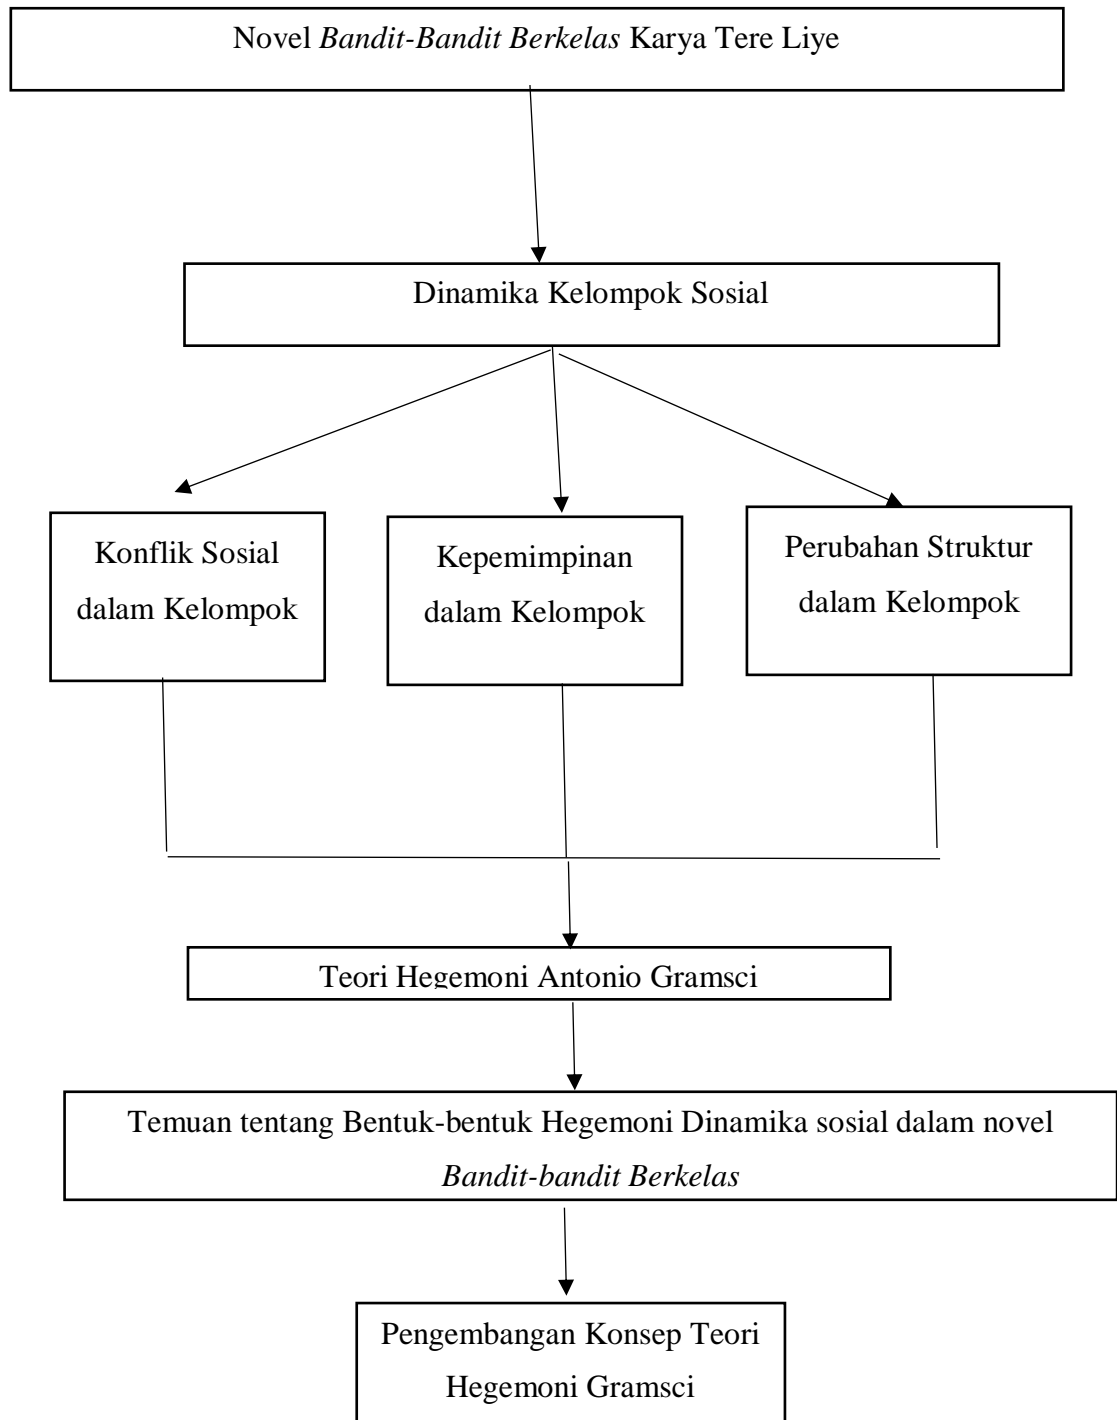 Novel Bandit-Bandit Berkelas Karya Tere Liye
Dinamika Kelompok Sosial
Konflik Sosial
dalam Kelompok
Kepemimpinan
dalam Kelompok
Perubahan Struktur
dalam Kelompok
Teori Hegemoni Antonio Gramsci
Temuan tentang Bentuk-bentuk Hegemoni Dinamika sosial dalam novel
Bandit-bandit Berkelas
Pengembangan Konsep Teori
Hegemoni Gramsci